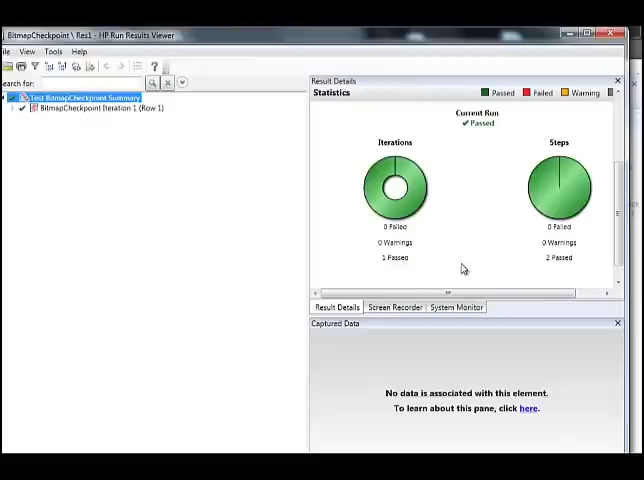 BitmapCheckpoint \ Res1 - HP Run Results Viewer
ile View Tools Help
earch for:
Test BitmapCheckpoint Summary
BitmapCheckpoint Iteration 1 (Row 1)
Result Details
Statistics Passed Failed Warning
Current Run
Passed
Iterations Steps
0 Failed 0 Failed
0 Warnings 0 Warnings
1 Passed 2 Passed
Result Details Screen Recorder System Monitor
Captured Data
No data is associated with this element.
To learn about this pane, click here.